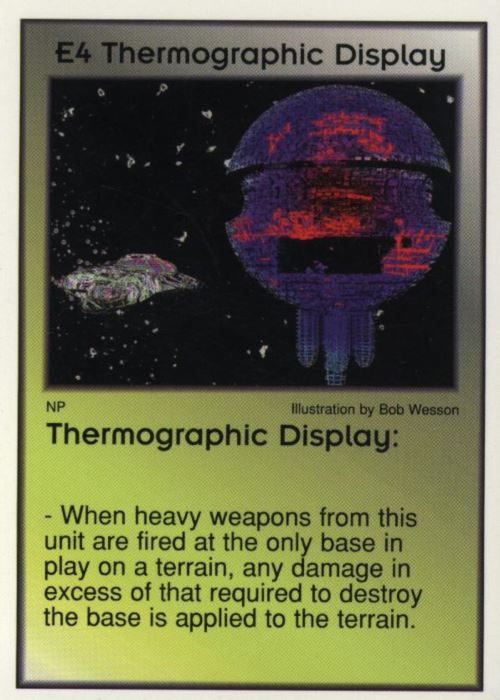 E4 Thermographic Display
NP
Illustration by Bob Wesson
Thermographic Display:
- When heavy weapons from this
unit are fired at the only base in
play on a terrain, any damage in
excess of that required to destroy
the base is applied to the terrain.